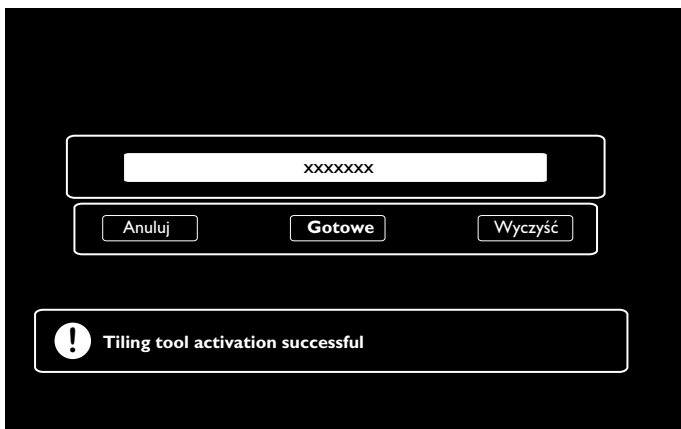 xxxxxxx
Anuluj Gotowe Wyczyść
Tiling tool activation successful